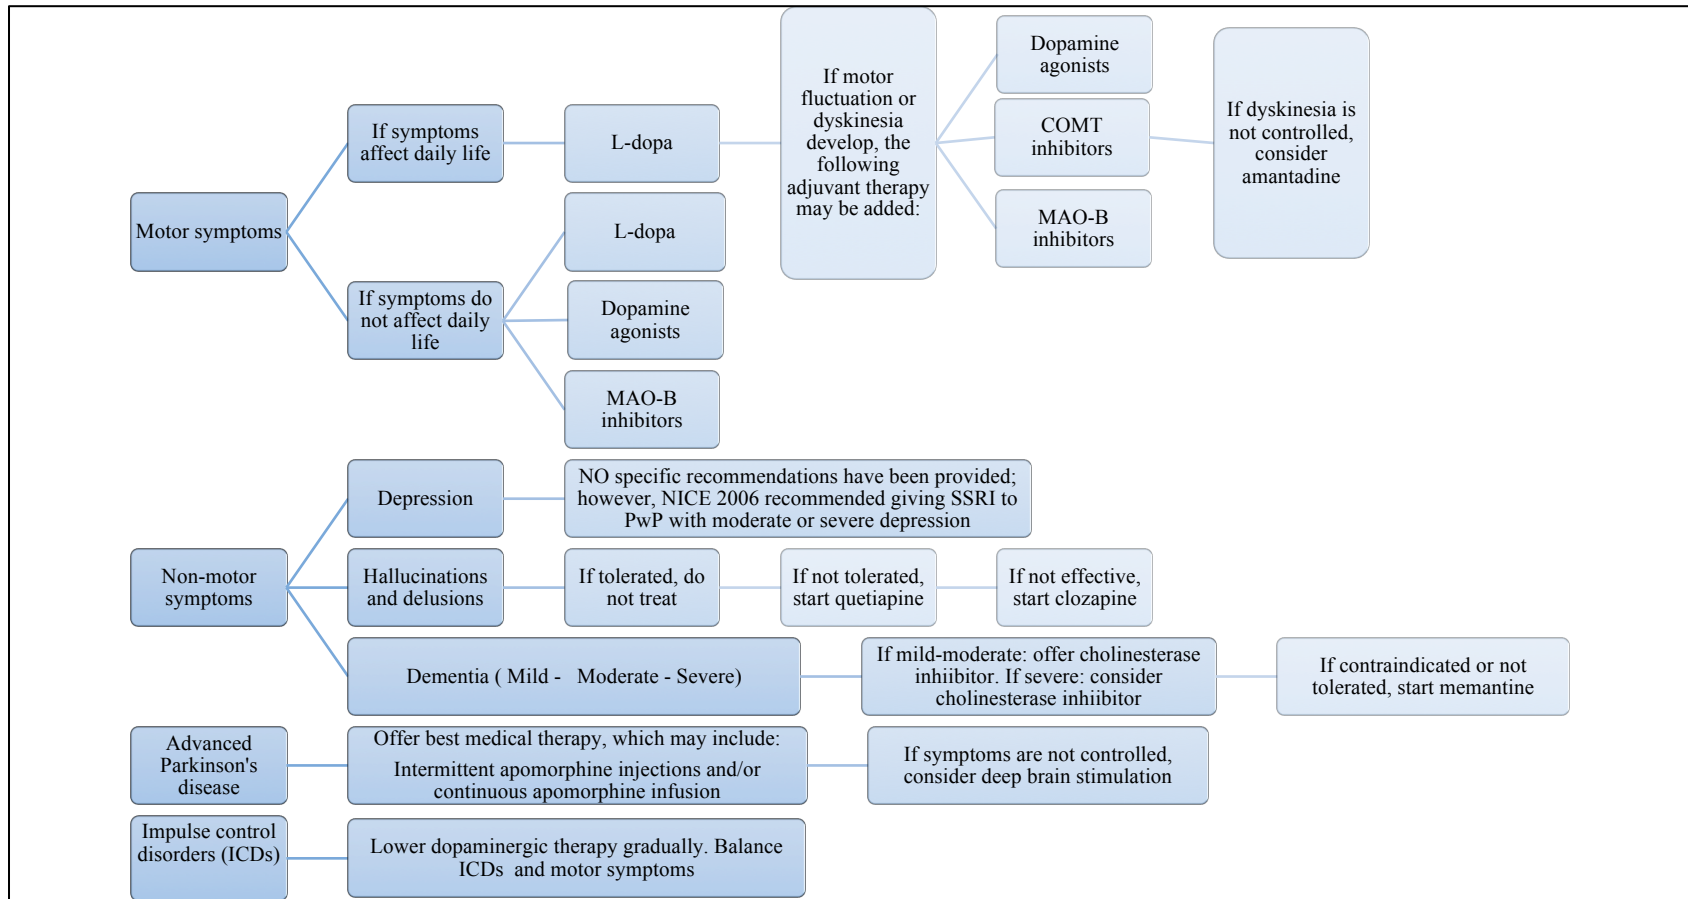 Motor symptoms
If symptoms
affect daily life
L-dopa
If motor
fluctuation or
dyskinesia
develop, the
following
adjuvant therapy
may be added:
Dopamine
agonists
COMT
inhibitors
MAO-B
inhibitors
If dyskinesia is
not controlled,
consider
amantadine
If symptoms do
not affect daily
life
L-dopa
Dopamine
agonists
MAO-B
inhibitors
Non-motor
symptoms
Depression
NO specific recommendations have been provided;
however, NICE 2006 recommended giving SSRI to
PwP with moderate or severe depression
Hallucinations
and delusions
If tolerated, do
not treat
If not tolerated,
start quetiapine
If not effective,
start clozapine
Dementia ( Mild - Moderate - Severe)
If mild-moderate: offer cholinesterase
inhiibitor. If severe: consider
cholinesterase inhiibitor
If contraindicated or not
tolerated, start memantine
Advanced
Parkinson's
disease
Offer best medical therapy, which may include:
Intermittent apomorphine injections and/or
continuous apomorphine infusion
If symptoms are not controlled,
consider deep brain stimulation
Impulse control
disorders (ICDs)
Lower dopaminergic therapy gradually. Balance
ICDs and motor symptoms